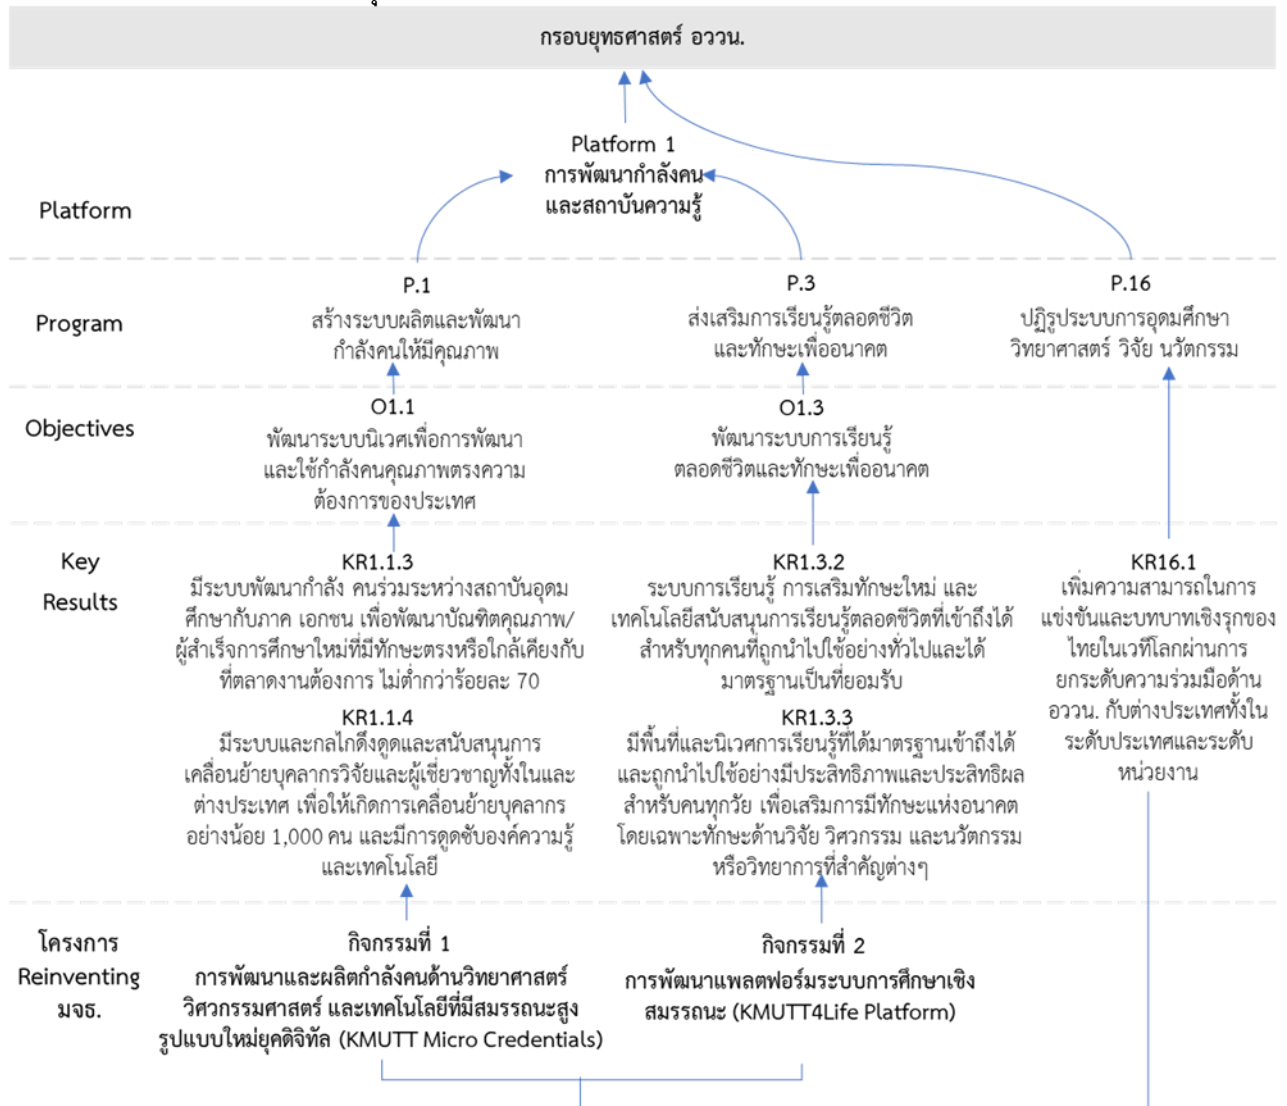 กรอบยุทธศาสตร์ อววน.
Platform 1
การพัฒนากำลังคน
และสถาบันความรู้
Platform
Program
P.1
สร้างระบบผลิตและพัฒนา
กำลังคนให้มีคุณภาพ
P.3
ส่งเสริมการเรียนรู้ตลอดชีวิต
และทักษะเพื่ออนาคต
P.16
ปฏิรูประบบการอุดมศึกษา
วิทยาศาสตร์ วิจัย นวัตกรรม
Objectives
O1.1
พัฒนาระบบนิเวศเพื่อการพัฒนา
และใช้กำลังคนคุณภาพตรงความ
ต้องการของประเทศ
O1.3
พัฒนาระบบการเรียนรู้
ตลอดชีวิตและทักษะเพื่ออนาคต
Key
Results
KR1.1.3
มีระบบพัฒนากำลัง คนร่วมระหว่างสถาบันอุดม
ศึกษากับภาค เอกชน เพื่อพัฒนาบัณฑิตคุณภาพ/
ผู้สำเร็จการศึกษาใหม่ที่มีทักษะตรงหรือใกล้เคียงกับ
ที่ตลาดงานต้องการ ไม่ต่ำกว่าร้อยละ 70
KR1.1.4
มีระบบและกลไกดึงดูดและสนับสนุนการ
เคลื่อนย้ายบุคลากรวิจัยและผู้เชี่ยวชาญทั้งในและ
ต่างประเทศ เพื่อให้เกิดการเคลื่อนย้ายบุคลากร
อย่างน้อย 1,000 คน และมีการดูดซับองค์ความรู้
และเทคโนโลยี
KR1.3.2
ระบบการเรียนรู้ การเสริมทักษะใหม่ และ
เทคโนโลยีสนับสนุนการเรียนรู้ตลอดชีวิตที่เข้าถึงได้
สำหรับทุกคนที่ถูกนำไปใช้อย่างทั่วไปและได้
มาตรฐานเป็นที่ยอมรับ
KR1.3.3
มีพื้นที่และนิเวศการเรียนรู้ที่ได้มาตรฐานเข้าถึงได้
และถูกนำไปใช้อย่างมีประสิทธิภาพและประสิทธิผล
สำหรับคนทุกวัย เพื่อเสริมการมีทักษะแห่งอนาคต
โดยเฉพาะทักษะด้านวิจัย วิศวกรรม และนวัตกรรม
หรือวิทยาการที่สำคัญต่างๆ
KR16.1
เพิ่มความสามารถในการ
แข่งขันและบทบาทเชิงรุกของ
ไทยในเวทีโลกผ่านการ
ยกระดับความร่วมมือด้าน
อววน. กับต่างประเทศทั้งใน
ระดับประเทศและระดับ
หน่วยงาน
โครงการ
Reinventing
มจธ.
กิจกรรมที่ 1
การพัฒนาและผลิตกำลังคนด้านวิทยาศาสตร์
วิศวกรรมศาสตร์ และเทคโนโลยีที่มีสมรรถนะสูง
รูปแบบใหม่ยุคดิจิทัล (KMUTT Micro Credentials)
กิจกรรมที่ 2
การพัฒนาแพลตฟอร์มระบบการศึกษาเชิง
สมรรถนะ (KMUTT4Life Platform)